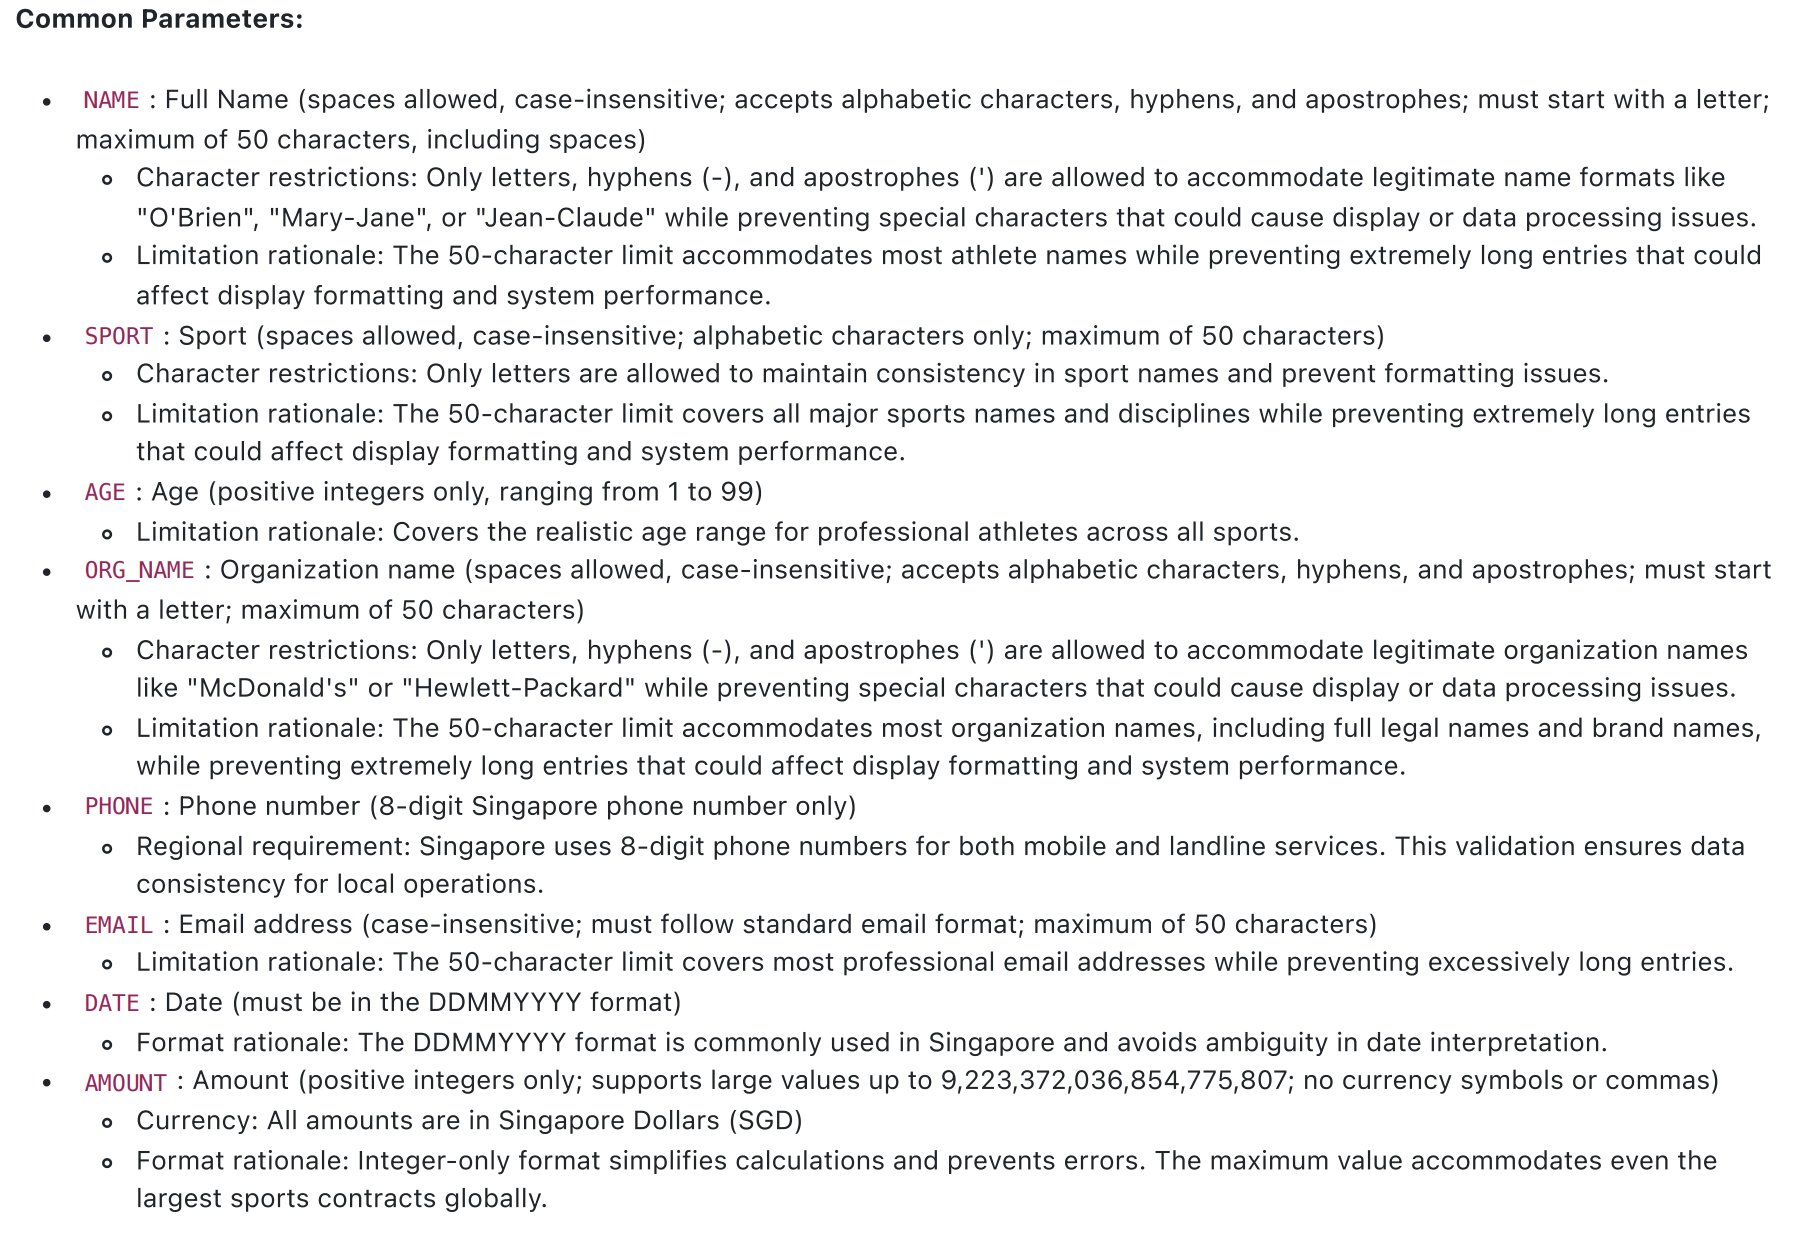 Common Parameters:
• NAME : Full Name (spaces allowed, case-insensitive; accepts alphabetic characters, hyphens, and apostrophes; must start with a letter;
maximum of 50 characters, including spaces)
◦ Character restrictions: Only letters, hyphens (-), and apostrophes (') are allowed to accommodate legitimate name formats like
"O'Brien", "Mary-Jane", or "Jean-Claude" while preventing special characters that could cause display or data processing issues.
◦ Limitation rationale: The 50-character limit accommodates most athlete names while preventing extremely long entries that could
affect display formatting and system performance.
• SPORT : Sport (spaces allowed, case-insensitive; alphabetic characters only; maximum of 50 characters)
◦ Character restrictions: Only letters are allowed to maintain consistency in sport names and prevent formatting issues.
◦ Limitation rationale: The 50-character limit covers all major sports names and disciplines while preventing extremely long entries
that could affect display formatting and system performance.
• AGE : Age (positive integers only, ranging from 1 to 99)
◦ Limitation rationale: Covers the realistic age range for professional athletes across all sports.
• ORG_NAME : Organization name (spaces allowed, case-insensitive; accepts alphabetic characters, hyphens, and apostrophes; must start
with a letter; maximum of 50 characters)
◦ Character restrictions: Only letters, hyphens (-), and apostrophes (') are allowed to accommodate legitimate organization names
like "McDonald's" or "Hewlett-Packard" while preventing special characters that could cause display or data processing issues.
◦ Limitation rationale: The 50-character limit accommodates most organization names, including full legal names and brand names,
while preventing extremely long entries that could affect display formatting and system performance.
• PHONE : Phone number (8-digit Singapore phone number only)
◦ Regional requirement: Singapore uses 8-digit phone numbers for both mobile and landline services. This validation ensures data
consistency for local operations.
• EMAIL : Email address (case-insensitive; must follow standard email format; maximum of 50 characters)
◦ Limitation rationale: The 50-character limit covers most professional email addresses while preventing excessively long entries.
• DATE : Date (must be in the DDMMYYYY format)
◦ Format rationale: The DDMMYYYY format is commonly used in Singapore and avoids ambiguity in date interpretation.
• AMOUNT : Amount (positive integers only; supports large values up to 9,223,372,036,854,775,807; no currency symbols or commas)
◦ Currency: All amounts are in Singapore Dollars (SGD)
◦ Format rationale: Integer-only format simplifies calculations and prevents errors. The maximum value accommodates even the
largest sports contracts globally.